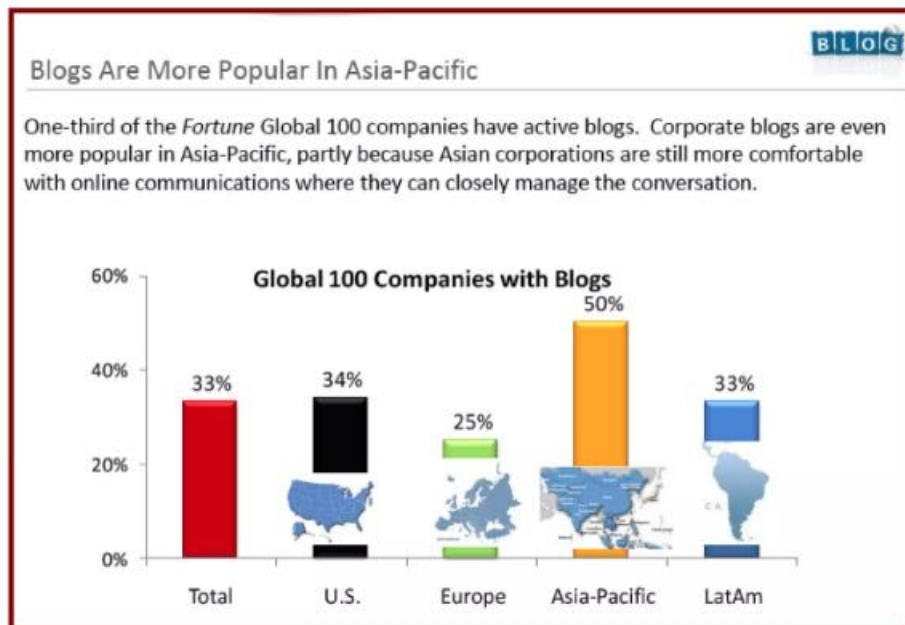 BLOG
Blogs Are More Popular In Asia-Pacific
One-third of the Fortune Global 100 companies have active blogs. Corporate blogs are even
more popular in Asia-Pacific, partly because Asian corporations are still more comfortable
with online communications where they can closely manage the conversation.
Global 100 Companies with Blogs
60%
40%
20%
0%
33%
34%
25%
50%
33%
C A
Total
U.S.
Europe
Asia-Pacific
LatAm